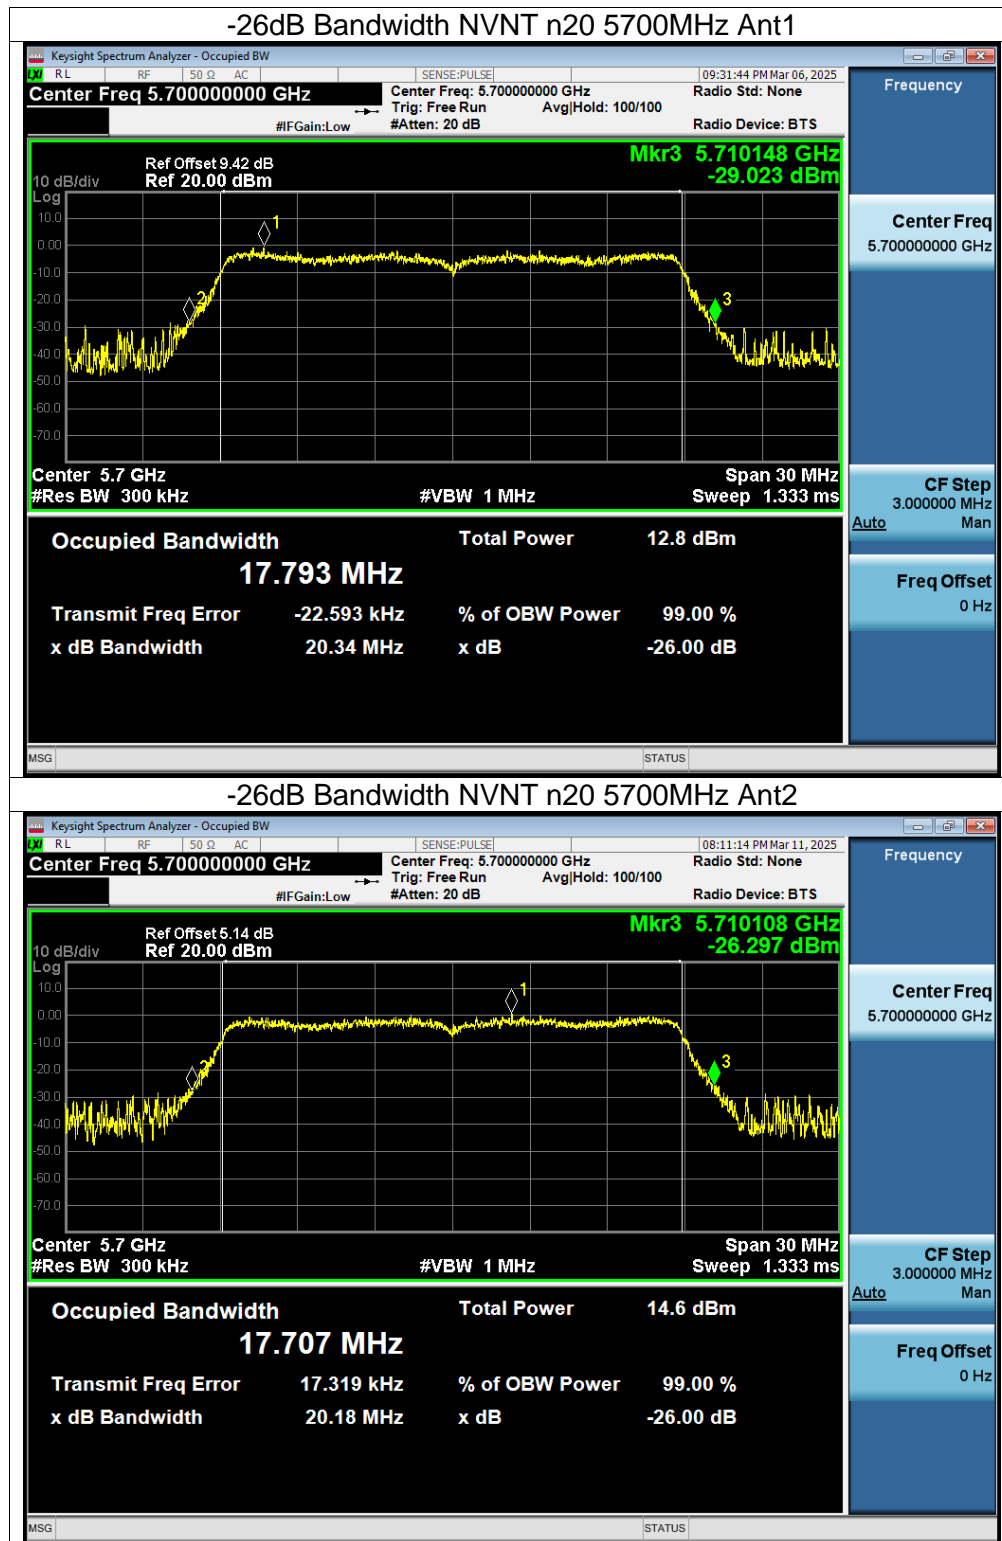 -26dB Bandwidth NVNT n20 5700MHz Ant1
Keysight Spectrum Analyzer - Occupied BW
LXI RL RF 50 Ω AC SENSE:PULSE 09:31:44 PM Mar 06, 2025
Center Freq 5.700000000 GHz
Center Freq: 5.700000000 GHz
Radio Std: None
Trig: Free Run Avg|Hold: 100/100
#IFGain:Low
#Atten: 20 dB
Radio Device: BTS
Frequency
Mkr3 5.710148 GHz
-29.023 dBm
Ref Offset 9.42 dB
10 dB/div Ref 20.00 dBm
Log
10.0
0.00
-10.0
-20.0
-30.0
-40.0
-50.0
-60.0
-70.0
1
2
3
Center 5.7 GHz Span 30 MHz
#Res BW 300 kHz #VBW 1 MHz Sweep 1.333 ms
Center Freq
5.700000000 GHz
CF Step
3.000000 MHz
Auto Man
Freq Offset
0 Hz
Occupied Bandwidth Total Power 12.8 dBm
17.793 MHz
Transmit Freq Error -22.593 kHz % of OBW Power 99.00 %
x dB Bandwidth 20.34 MHz x dB -26.00 dB
MSG STATUS
-26dB Bandwidth NVNT n20 5700MHz Ant2
Keysight Spectrum Analyzer - Occupied BW
LXI RL RF 50 Ω AC SENSE:PULSE 08:11:14 PM Mar 11, 2025
Center Freq 5.700000000 GHz
Center Freq: 5.700000000 GHz
Radio Std: None
Trig: Free Run Avg|Hold: 100/100
#IFGain:Low
#Atten: 20 dB
Radio Device: BTS
Frequency
Mkr3 5.710108 GHz
-26.297 dBm
Ref Offset 5.14 dB
10 dB/div Ref 20.00 dBm
Log
10.0
0.00
-10.0
-20.0
-30.0
-40.0
-50.0
-60.0
-70.0
1
2
3
Center 5.7 GHz Span 30 MHz
#Res BW 300 kHz #VBW 1 MHz Sweep 1.333 ms
Center Freq
5.700000000 GHz
CF Step
3.000000 MHz
Auto Man
Freq Offset
0 Hz
Occupied Bandwidth Total Power 14.6 dBm
17.707 MHz
Transmit Freq Error 17.319 kHz % of OBW Power 99.00 %
x dB Bandwidth 20.18 MHz x dB -26.00 dB
MSG STATUS